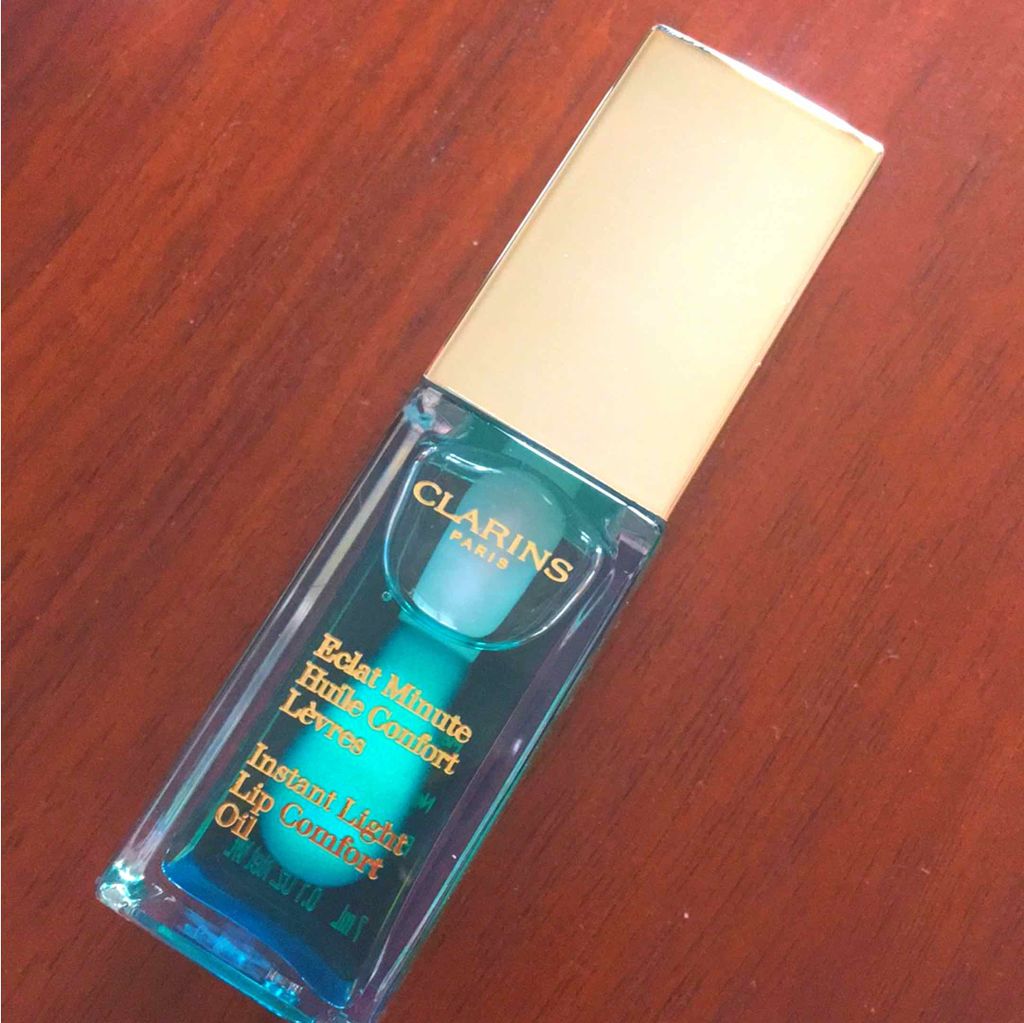 CLARINS
PARIS
Eclat Minute
Huile Confort
Lèvres
Instant Light
Lip Comfort
Oil